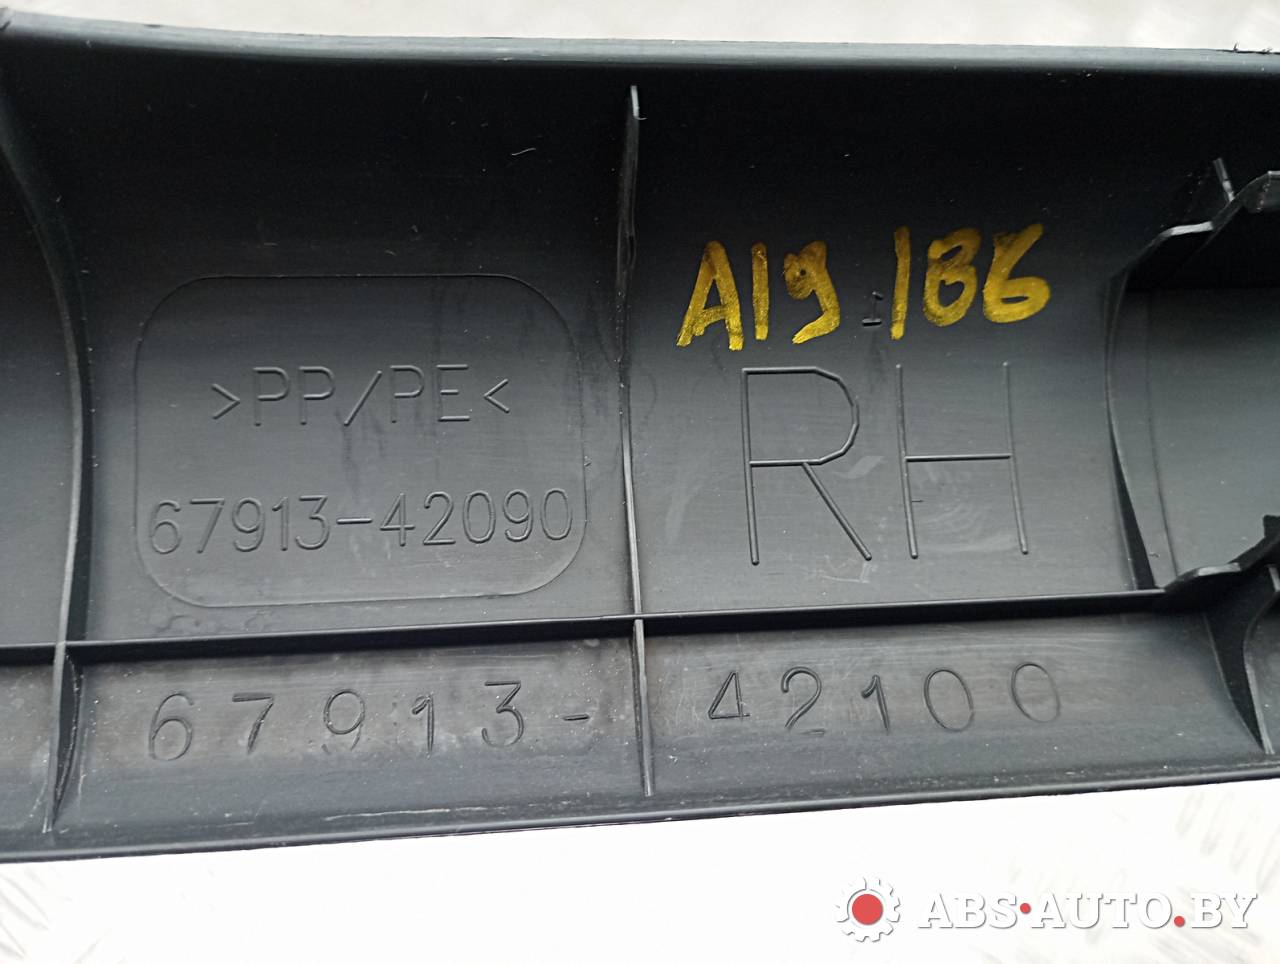 A19 186
>PP/PE<
67913-42090
RH
67913-42100
ABS•AUTO.BY